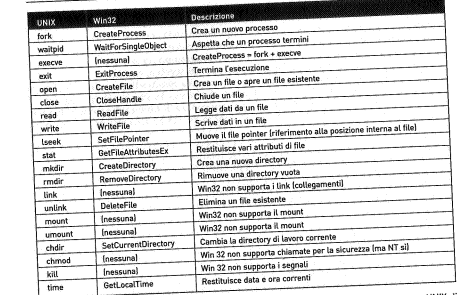 UNIX Win32 Descrizione
fork CreateProcess Crea un nuovo processo
waitpid WaitForSingleObject Aspetta che un processo termini
execve (nessuna) CreateProcess = fork + execve
exit ExitProcess Termina l'esecuzione
open CreateFile Crea un file o apre un file esistente
close CloseHandle Chiude un file
read ReadFile Legge dati da un file
write WriteFile Scrive dati in un file
lseek SetFilePointer Muove il file pointer (riferimento alla posizione interna al file)
stat GetFileAttributesEx Restituisce vari attributi di file
mkdir CreateDirectory Crea una nuova directory
rmdir RemoveDirectory Rimuove una directory vuota
link (nessuna) Win32 non supporta i link (collegamenti)
unlink DeleteFile Elimina un file esistente
mount (nessuna) Win32 non supporta il mount
umount (nessuna) Win32 non supporta il mount
chdir SetCurrentDirectory Cambia la directory di lavoro corrente
chmod (nessuna) Win 32 non supporta chiamate per la sicurezza (ma NT sì)
kill (nessuna) Win 32 non supporta i segnali
time GetLocalTime Restituisce data e ora correnti